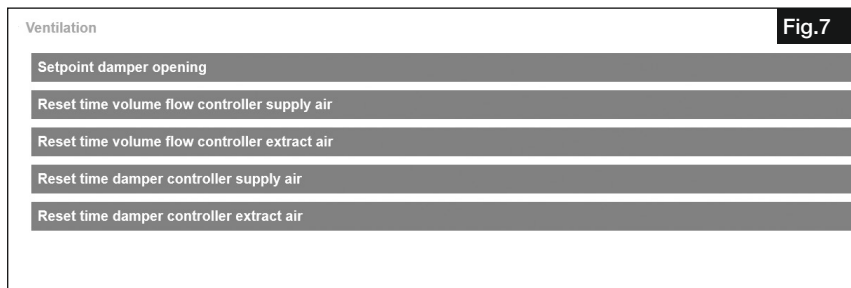 Ventilation
Fig.7
Setpoint damper opening
Reset time volume flow controller supply air
Reset time volume flow controller extract air
Reset time damper controller supply air
Reset time damper controller extract air